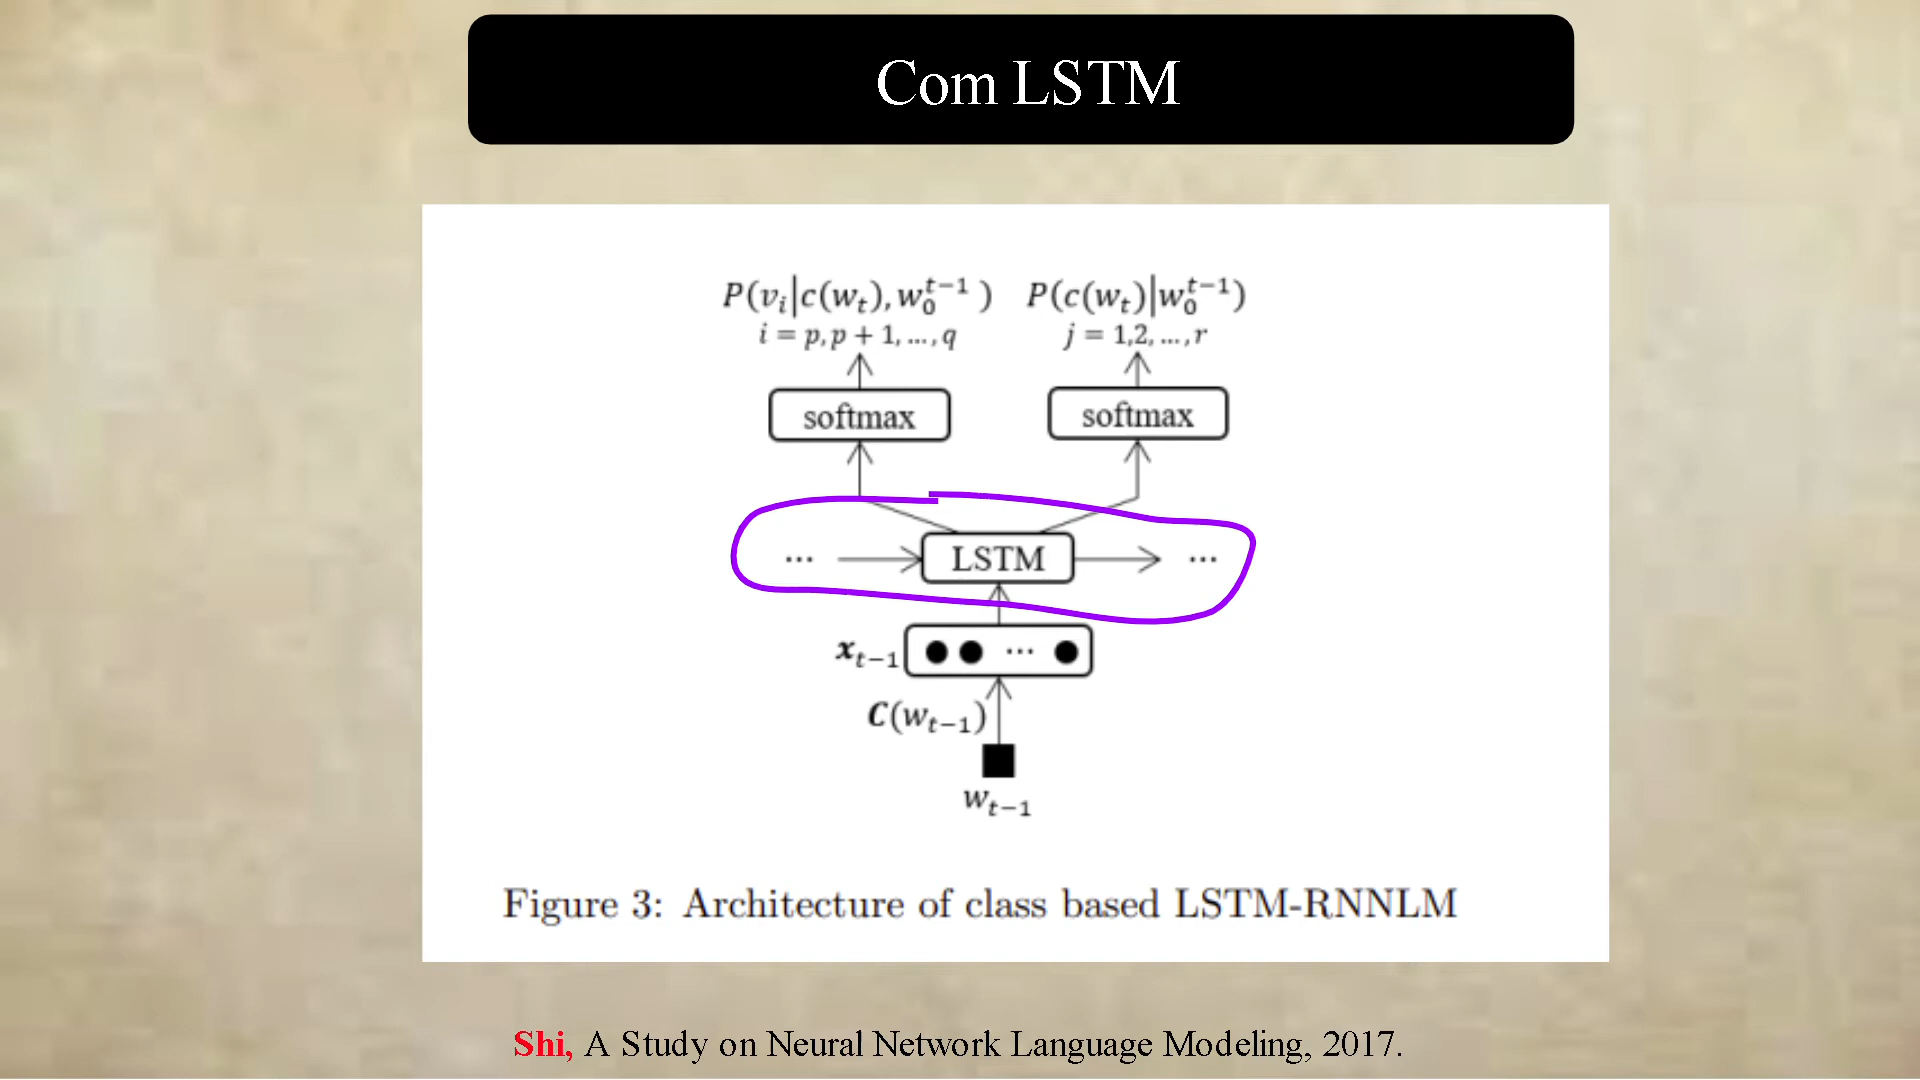 Com LSTM
P(v_i|c(w_t), w_0^{t−1}) P(c(w_t)|w_0^{t−1})
i = p, p + 1, ..., q j = 1,2, ..., r
softmax softmax
... LSTM ...
x_{t−1} ...
C(w_{t−1})
w_{t−1}
Figure 3: Architecture of class based LSTM-RNNLM
Shi, A Study on Neural Network Language Modeling, 2017.